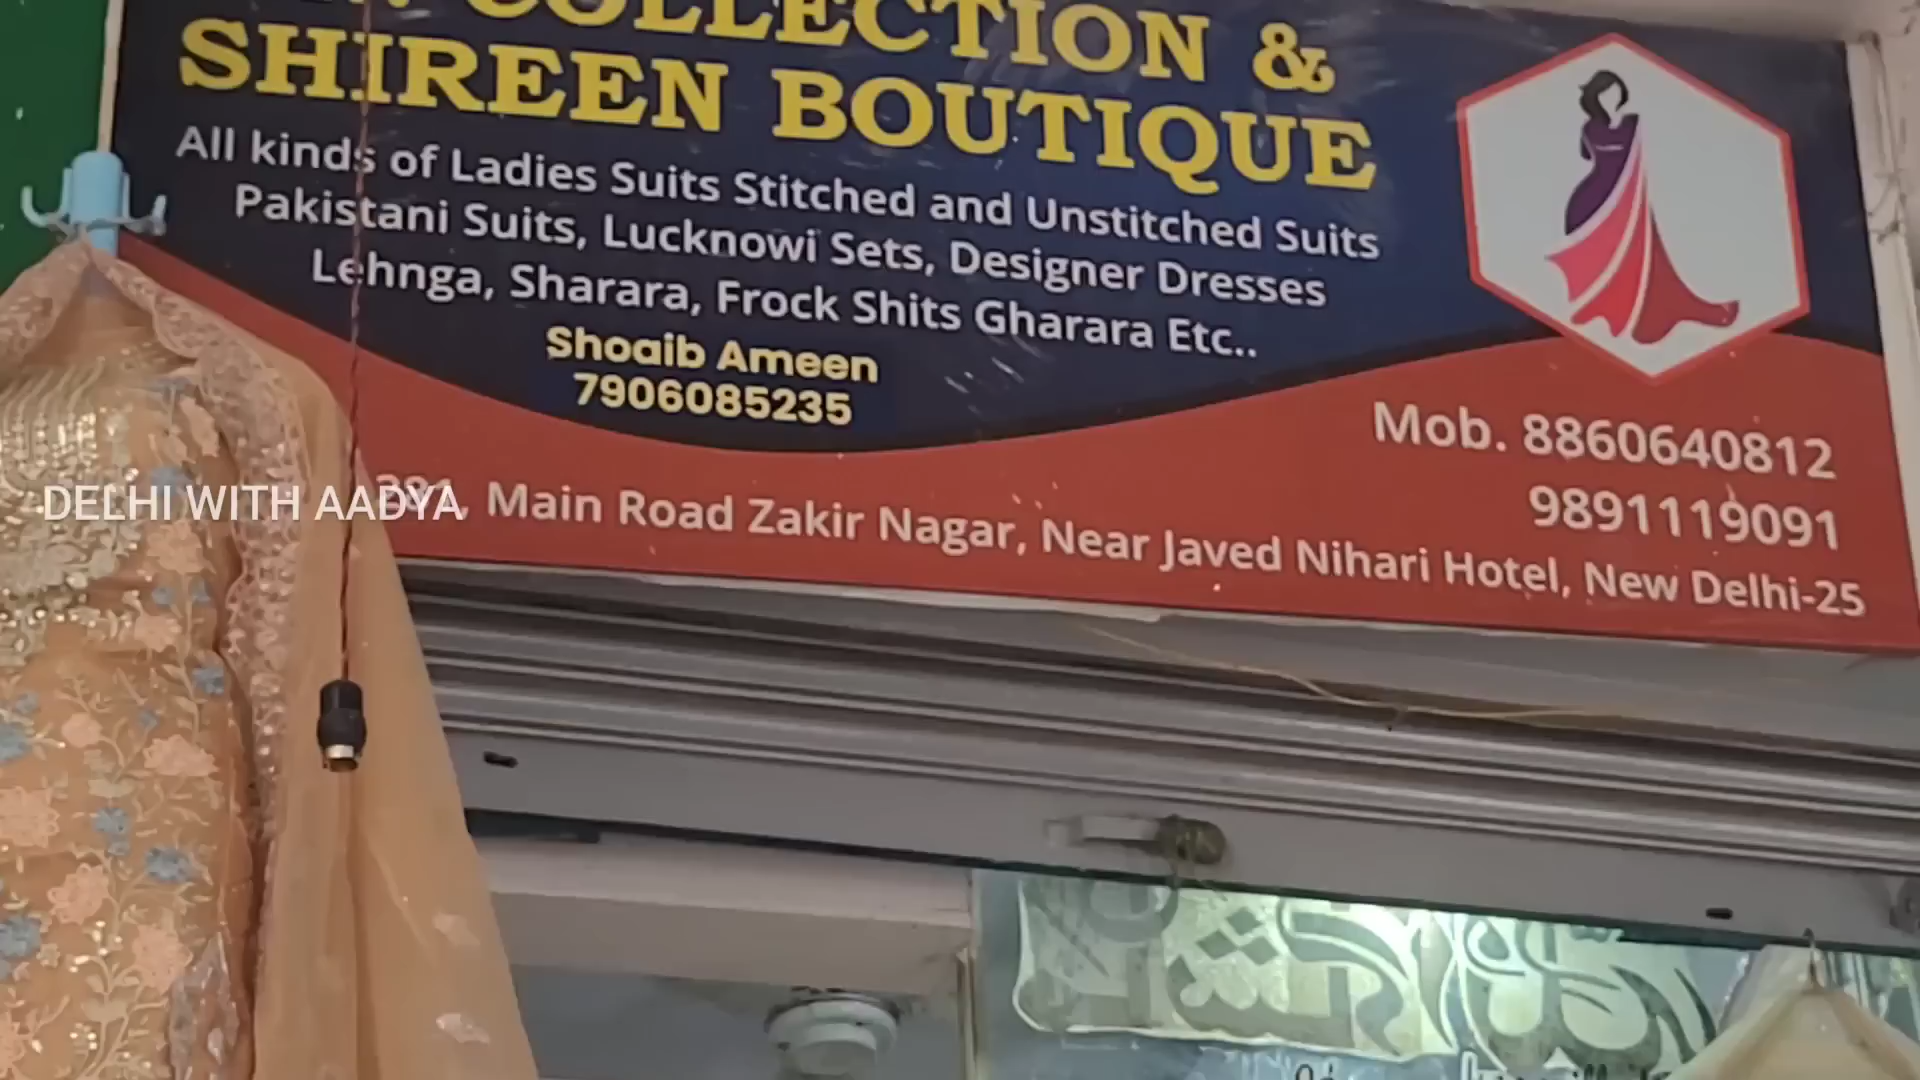 COLLECTION &
SHIREEN BOUTIQUE
All kinds of Ladies Suits Stitched and Unstitched Suits
Pakistani Suits, Lucknowi Sets, Designer Dresses
Lehnga, Sharara, Frock Shits Gharara Etc..
Shoaib Ameen
7906085235
Mob. 8860640812
9891119091
381, Main Road Zakir Nagar, Near Javed Nihari Hotel, New Delhi-25
DELHI WITH AADYA